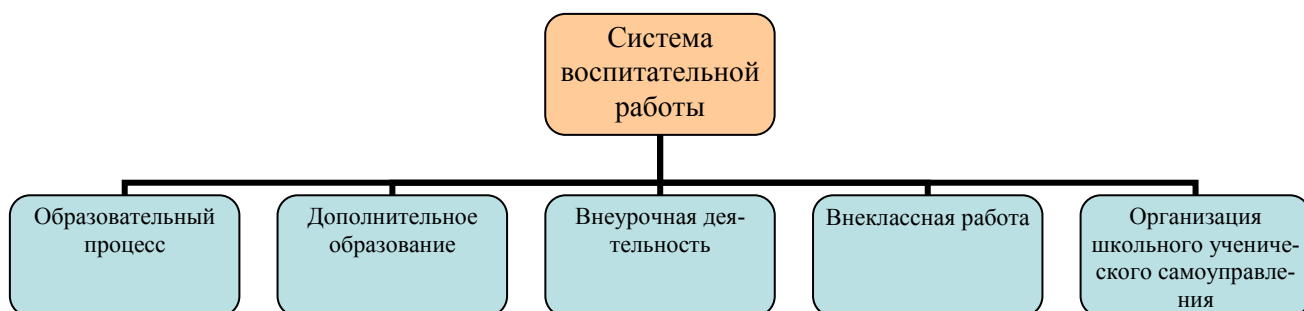 Система
воспитательной
работы
Образовательный
процесс
Дополнительное
образование
Внеурочная дея-
тельность
Внеклассная работа
Организация
школьного учениче-
ского самоуправле-
ния